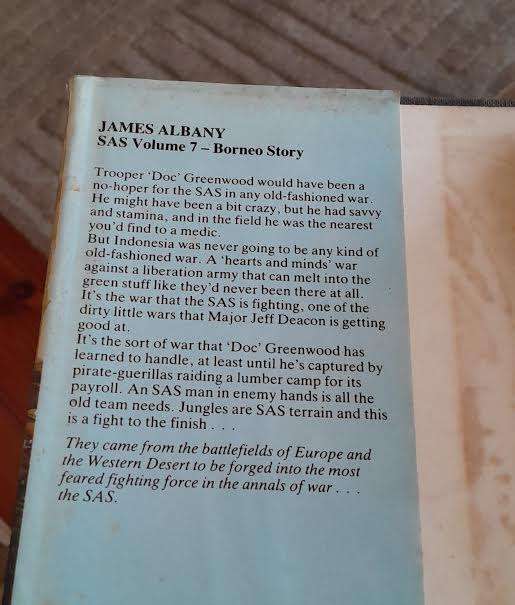 JAMES ALBANY
SAS Volume 7 – Borneo Story
Trooper ‘Doc’ Greenwood would have been a
no-hoper for the SAS in any old-fashioned war.
He might have been a bit crazy, but he had savvy
and stamina, and in the field he was the nearest
you’d find to a medic.
But Indonesia was never going to be any kind of
old-fashioned war. A ‘hearts and minds’ war
against a liberation army that can melt into the
green stuff like they’d never been there at all.
It’s the war that the SAS is fighting, one of the
dirty little wars that Major Jeff Deacon is getting
good at.
It’s the sort of war that ‘Doc’ Greenwood has
learned to handle, at least until he’s captured by
pirate-guerillas raiding a lumber camp for its
payroll. An SAS man in enemy hands is all the
old team needs. Jungles are SAS terrain and this
is a fight to the finish . . .
They came from the battlefields of Europe and
the Western Desert to be forged into the most
feared fighting force in the annals of war . . .
the SAS.